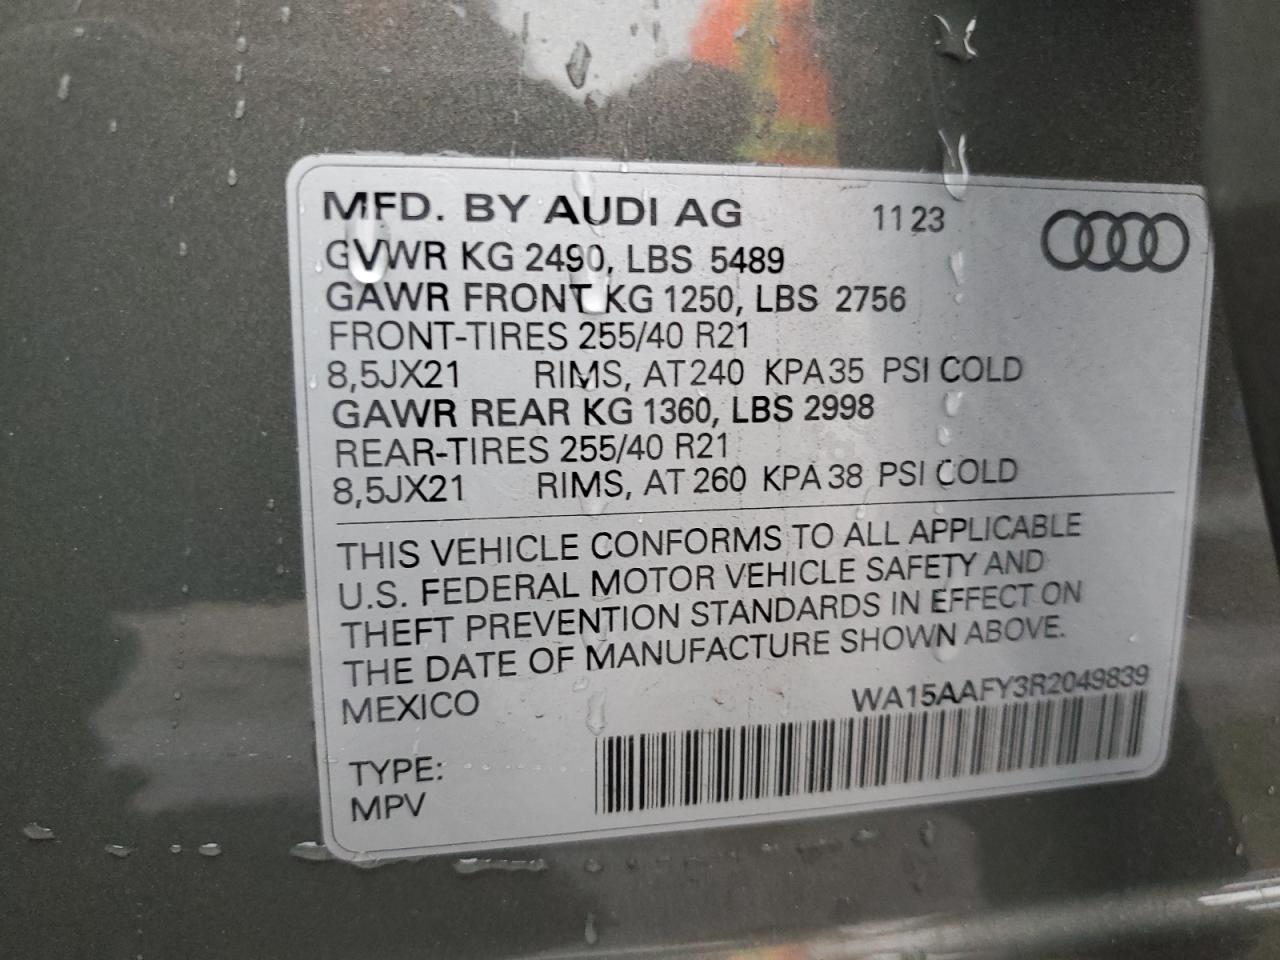 MFD. BY AUDI AG 11 23
GVWR KG 2490, LBS 5489
GAWR FRONT KG 1250, LBS 2756
FRONT-TIRES 255/40 R21
8,5JX21 RIMS, AT 240 KPA 35 PSI COLD
GAWR REAR KG 1360, LBS 2998
REAR-TIRES 255/40 R21
8,5JX21 RIMS, AT 260 KPA 38 PSI COLD
THIS VEHICLE CONFORMS TO ALL APPLICABLE
U.S. FEDERAL MOTOR VEHICLE SAFETY AND
THEFT PREVENTION STANDARDS IN EFFECT ON
THE DATE OF MANUFACTURE SHOWN ABOVE.
MEXICO WA15AAFY3R2049839
TYPE:
MPV